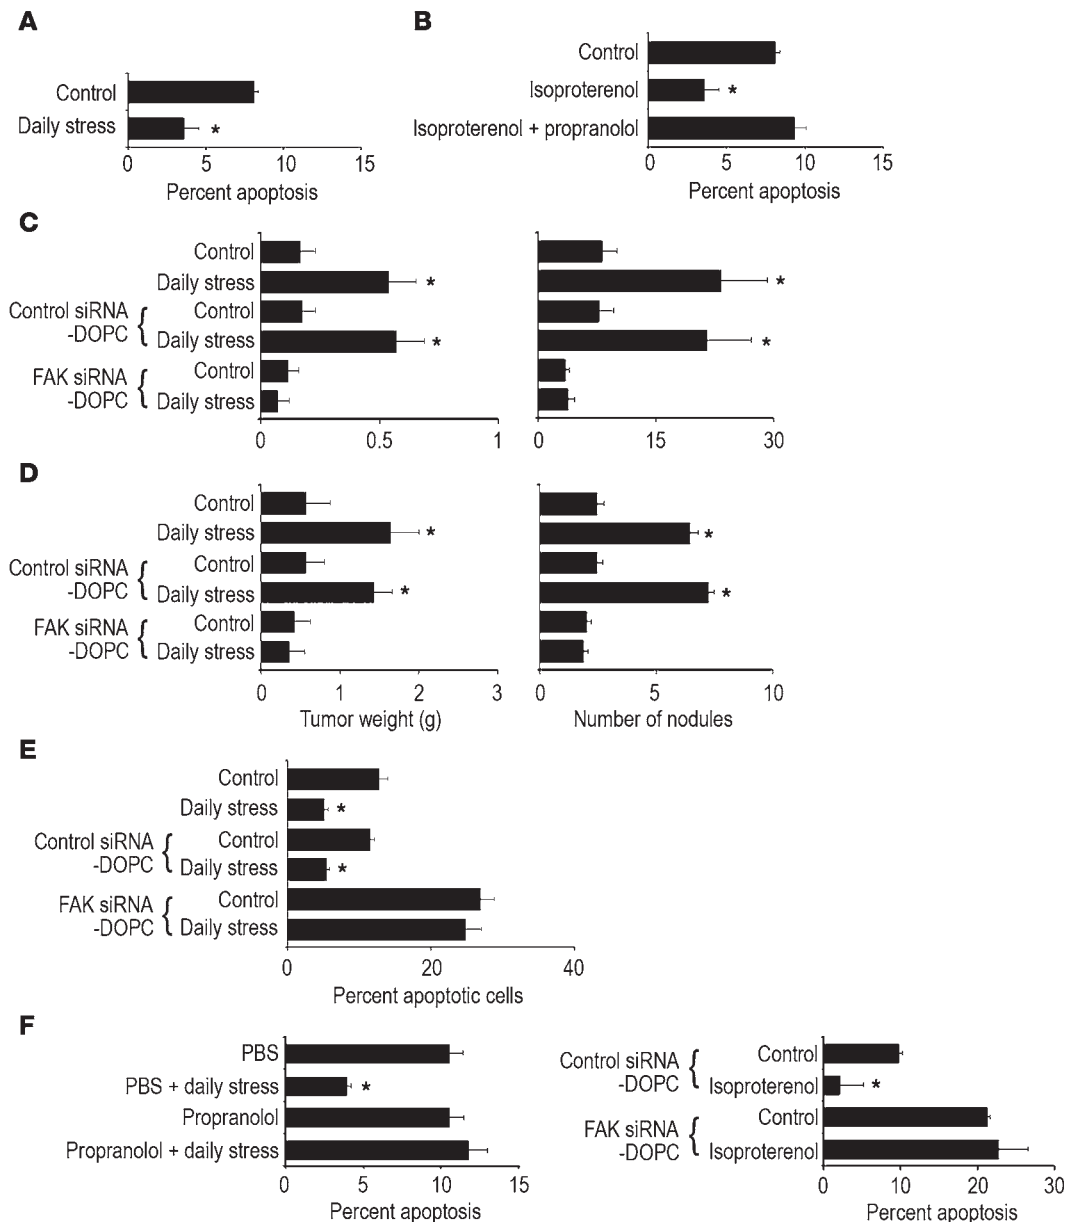 A
Control
Daily stress
*
0 5 10 15
Percent apoptosis
B
Control
Isoproterenol
*
Isoproterenol + propranolol
0 5 10 15
Percent apoptosis
C
Control
Daily stress
* *
Control siRNA
-DOPC
{
Control
Daily stress
* *
FAK siRNA
-DOPC
{
Control
Daily stress
0 0.5 1
0 15 30
D
Control
Daily stress
* *
Control siRNA
-DOPC
{
Control
Daily stress
* *
FAK siRNA
-DOPC
{
Control
Daily stress
0 1 2 3
Tumor weight (g)
0 5 10
Number of nodules
E
Control
Daily stress
*
Control siRNA
-DOPC
{
Control
Daily stress
*
FAK siRNA
-DOPC
{
Control
Daily stress
0 20 40
Percent apoptotic cells
F
PBS
PBS + daily stress
*
Propranolol
Propranolol + daily stress
0 5 10 15
Percent apoptosis
Control siRNA
-DOPC
{
Control
Isoproterenol
*
FAK siRNA
-DOPC
{
Control
Isoproterenol
0 10 20 30
Percent apoptosis